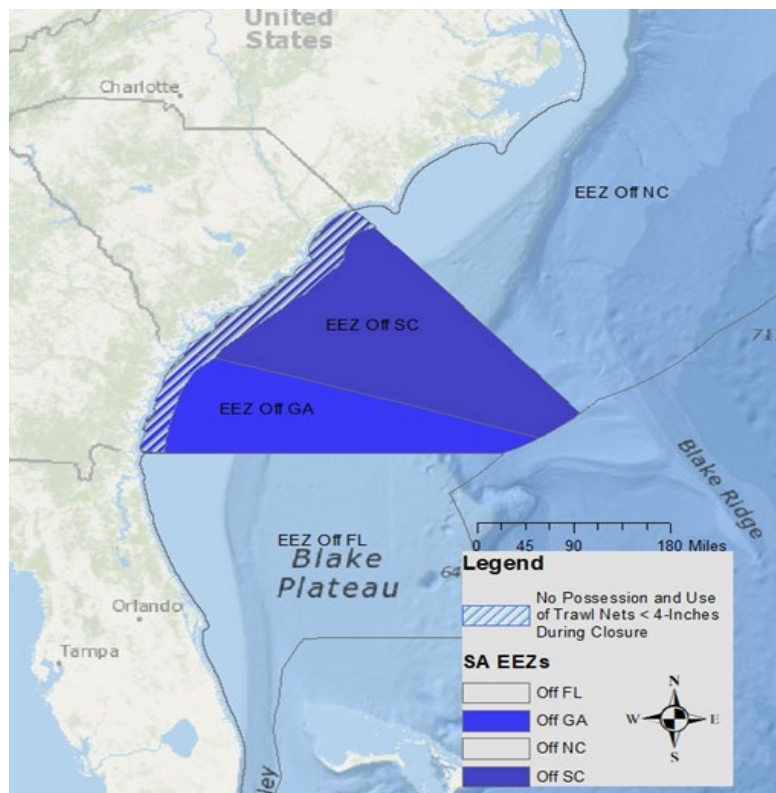 United
States
Charlotte
EEZ Off NC
EEZ Off SC
71
EEZ Off GA
Blake Ridge
EEZ Off FL
Blake
Plateau
64
0 45 90 180 Miles
Legend
No Possession and Use
of Trawl Nets < 4-Inches
During Closure
Orlando
Tampa
SA EEZs
Off FL
Off GA
Off NC
Off SC
N
W E
S
ley